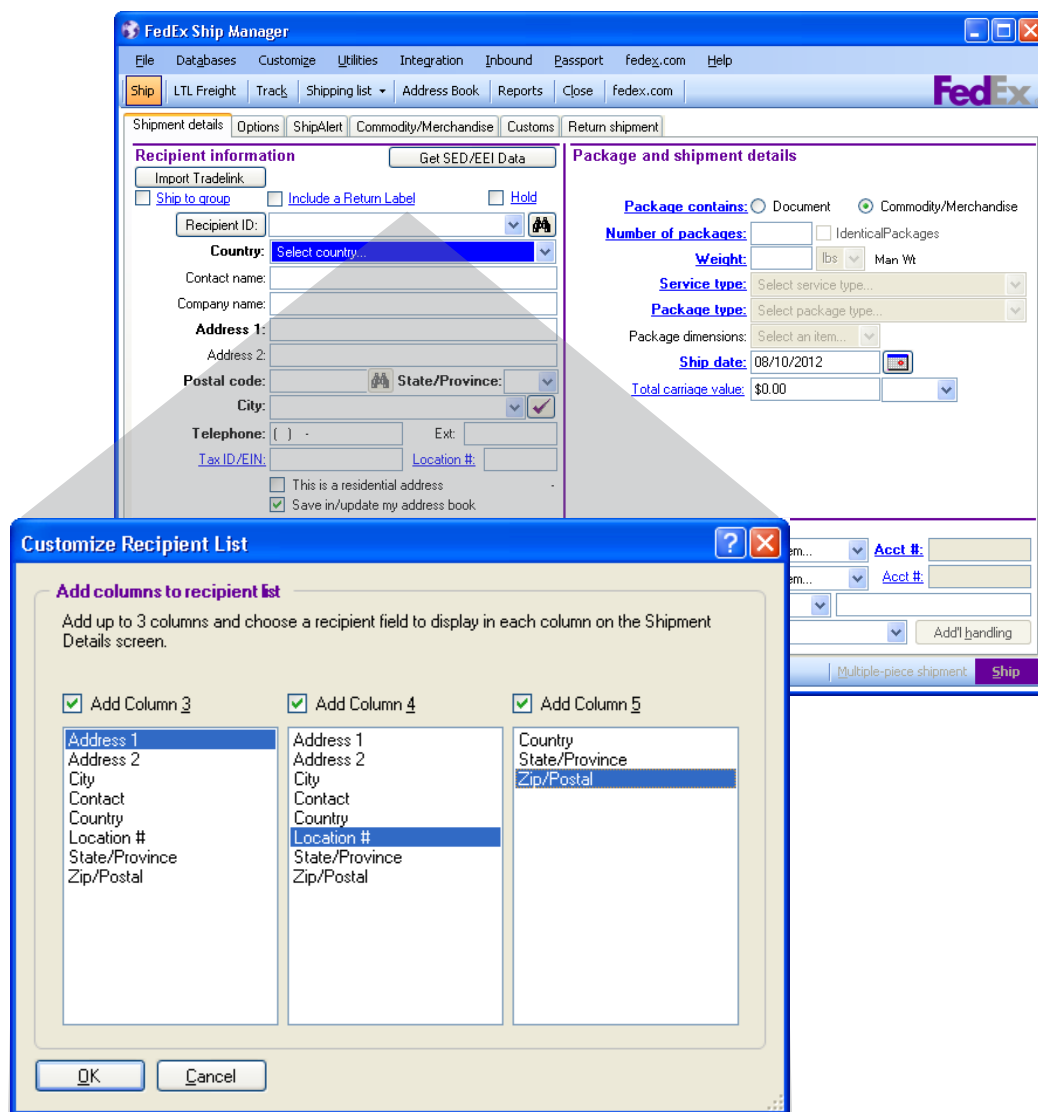 FedEx Ship Manager
File Databases Customize Utilities Integration Inbound Passport fedex.com Help
Ship LTL Freight Track Shipping list Address Book Reports Close fedex.com
FedEx
Shipment details Options ShipAlert Commodity/Merchandise Customs Return shipment
Recipient information
Get SED/EEI Data
Import Tradelink
Ship to group Include a Return Label Hold
Recipient ID:
Country: Select country...
Contact name:
Company name:
Address 1:
Address 2:
Postal code: State/Province:
City:
Telephone: ( ) - Ext:
Tax ID/EIN: Location #:
This is a residential address -
Save in/update my address book
Package and shipment details
Package contains: Document Commodity/Merchandise
Number of packages: IdenticalPackages
Weight: lbs Man Wt
Service type: Select service type...
Package type: Select package type...
Package dimensions: Select an item...
Ship date: 08/10/2012
Total carriage value: $0.00
em... Acct #:
em... Acct #:
Add'l handling
Multiple-piece shipment Ship
Customize Recipient List
Add columns to recipient list
Add up to 3 columns and choose a recipient field to display in each column on the Shipment
Details screen.
Add Column 3
Address 1
Address 2
City
Contact
Country
Location #
State/Province
Zip/Postal
Add Column 4
Address 1
Address 2
City
Contact
Country
Location #
State/Province
Zip/Postal
Add Column 5
Country
State/Province
Zip/Postal
OK Cancel